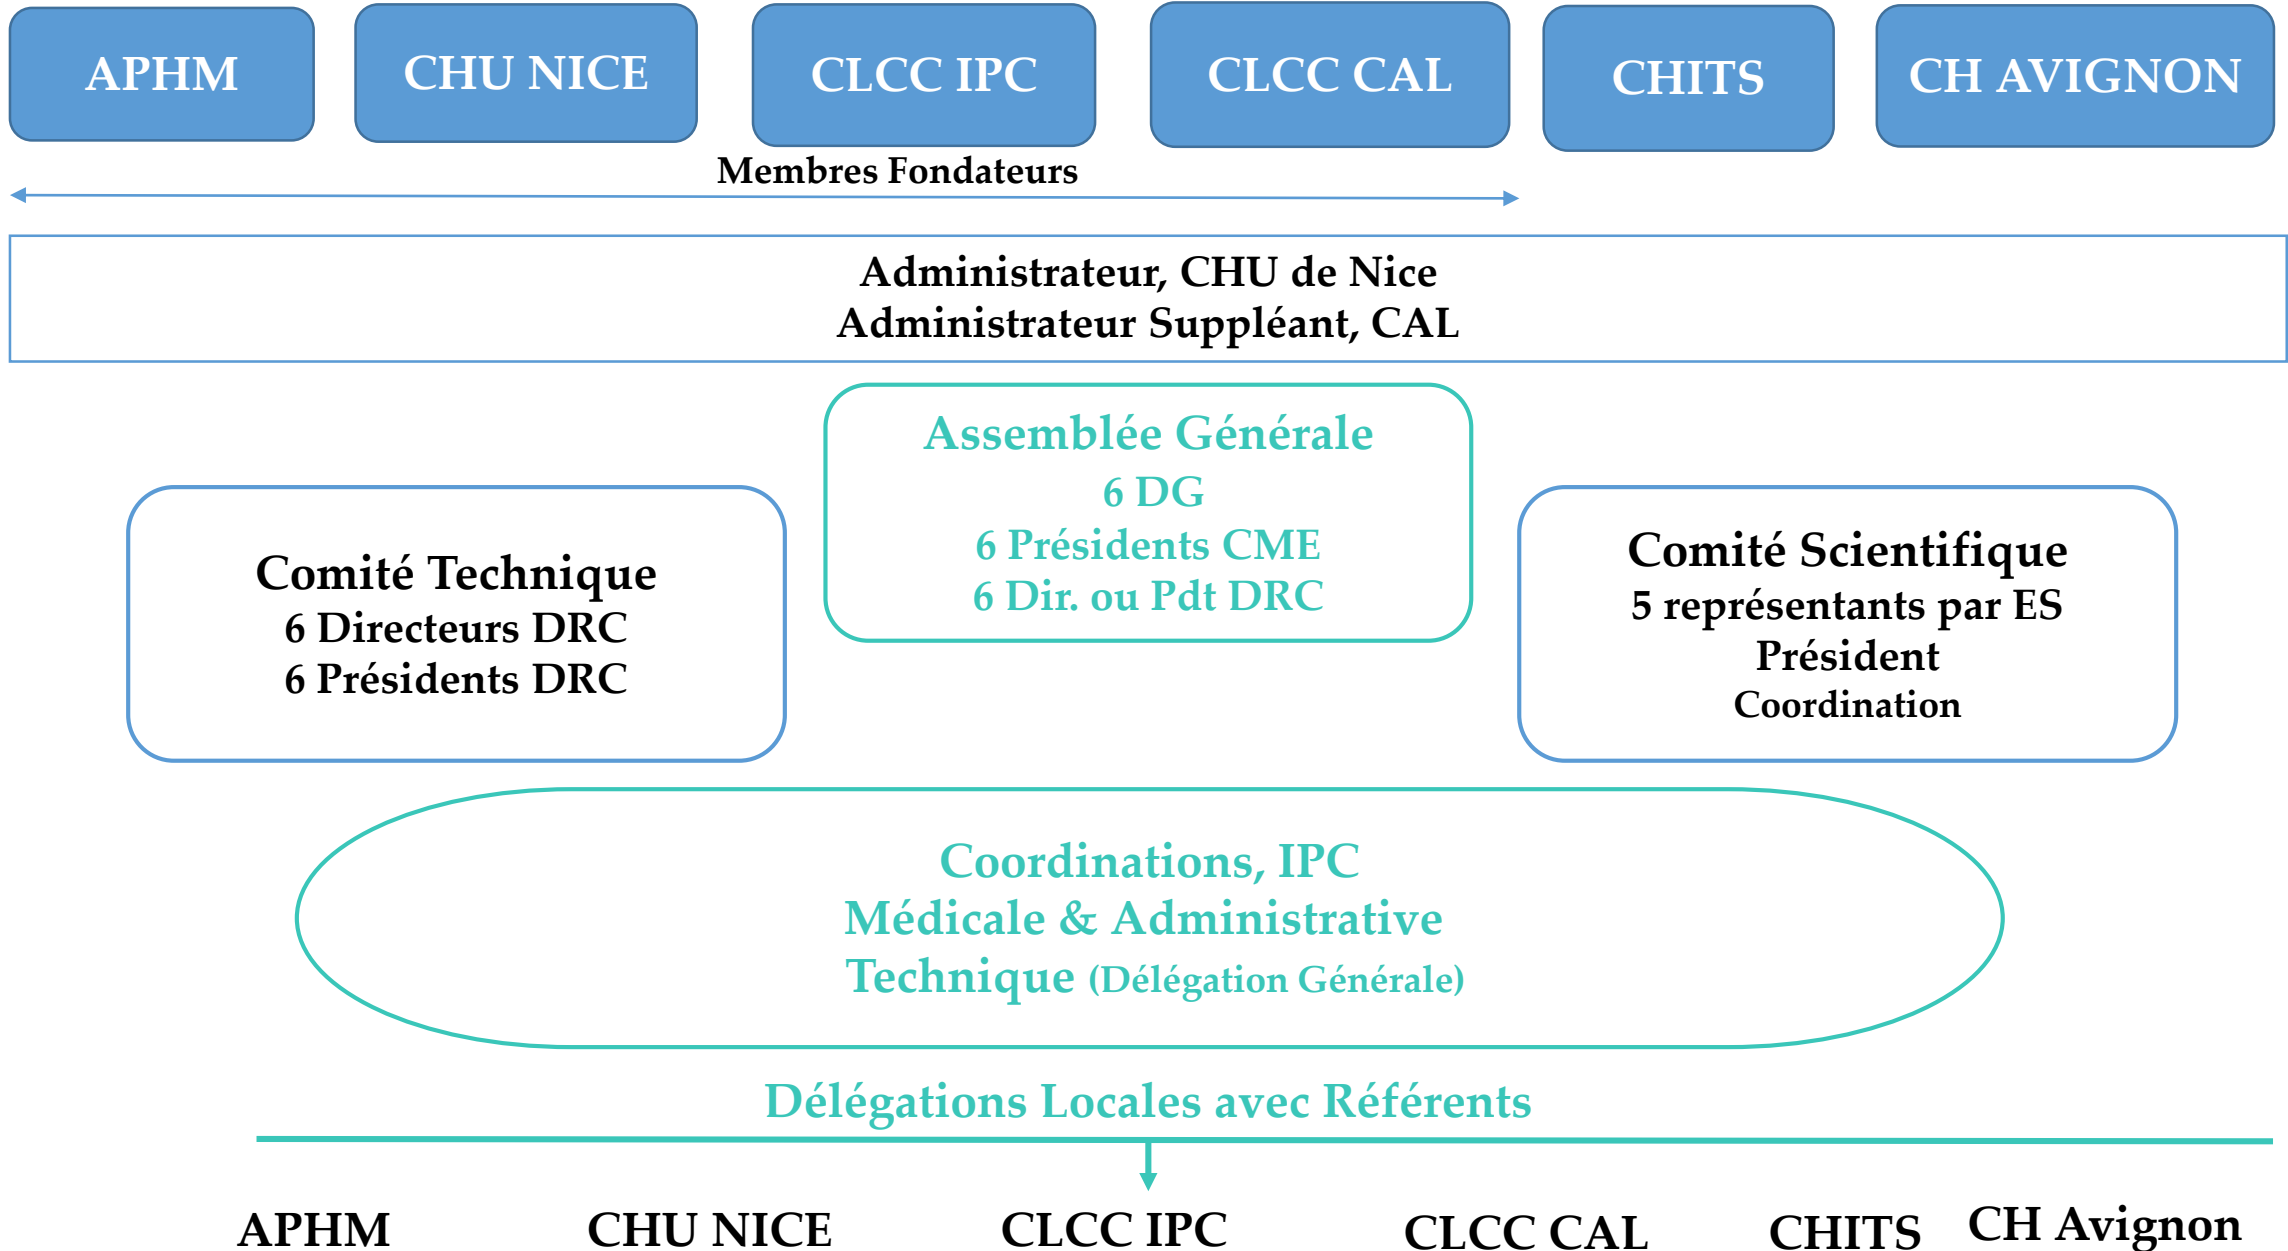 APHM
CHU NICE
CLCC IPC
CLCC CAL
CHITS
CH AVIGNON
Membres Fondateurs
Administrateur, CHU de Nice
Administrateur Suppléant, CAL
Assemblée Générale
6 DG
6 Présidents CME
6 Dir. ou Pdt DRC
Comité Technique
6 Directeurs DRC
6 Présidents DRC
Comité Scientifique
5 représentants par ES
Président
Coordination
Coordinations, IPC
Médicale & Administrative
Technique (Délégation Générale)
Délégations Locales avec Référents
APHM
CHU NICE
CLCC IPC
CLCC CAL
CHITS
CH Avignon